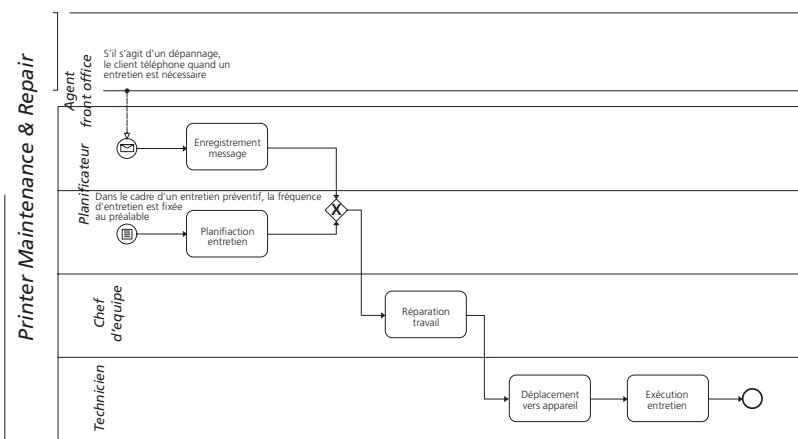 Printer Maintenance & Repair
Agent
front office
S'il s'agit d'un dépannage,
le client téléphone quand un
entretien est nécessaire
Enregistrement
message
Planificateur
Dans le cadre d'un entretien préventif, la fréquence
d'entretien est fixée
au préalable
Planifiaction
entretien
X
Chef
d'equipe
Réparation
travail
Technicien
Déplacement
vers appareil
Exécution
entretien